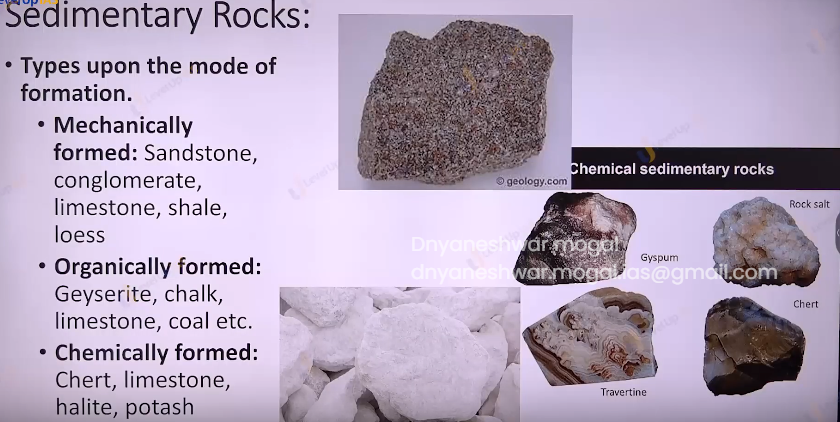 Sedimentary Rocks:
• Types upon the mode of
formation.
• Mechanically
formed: Sandstone,
conglomerate,
limestone, shale,
loess
• Organically formed:
Geyserite, chalk,
limestone, coal etc.
• Chemically formed:
Chert, limestone,
halite, potash
© geology.com
Chemical sedimentary rocks
Rock salt
Gyspum
Dnyaneshwar.mogul
dnyaneshwar.mogal.ias@gmail.com
Chert
Travertine